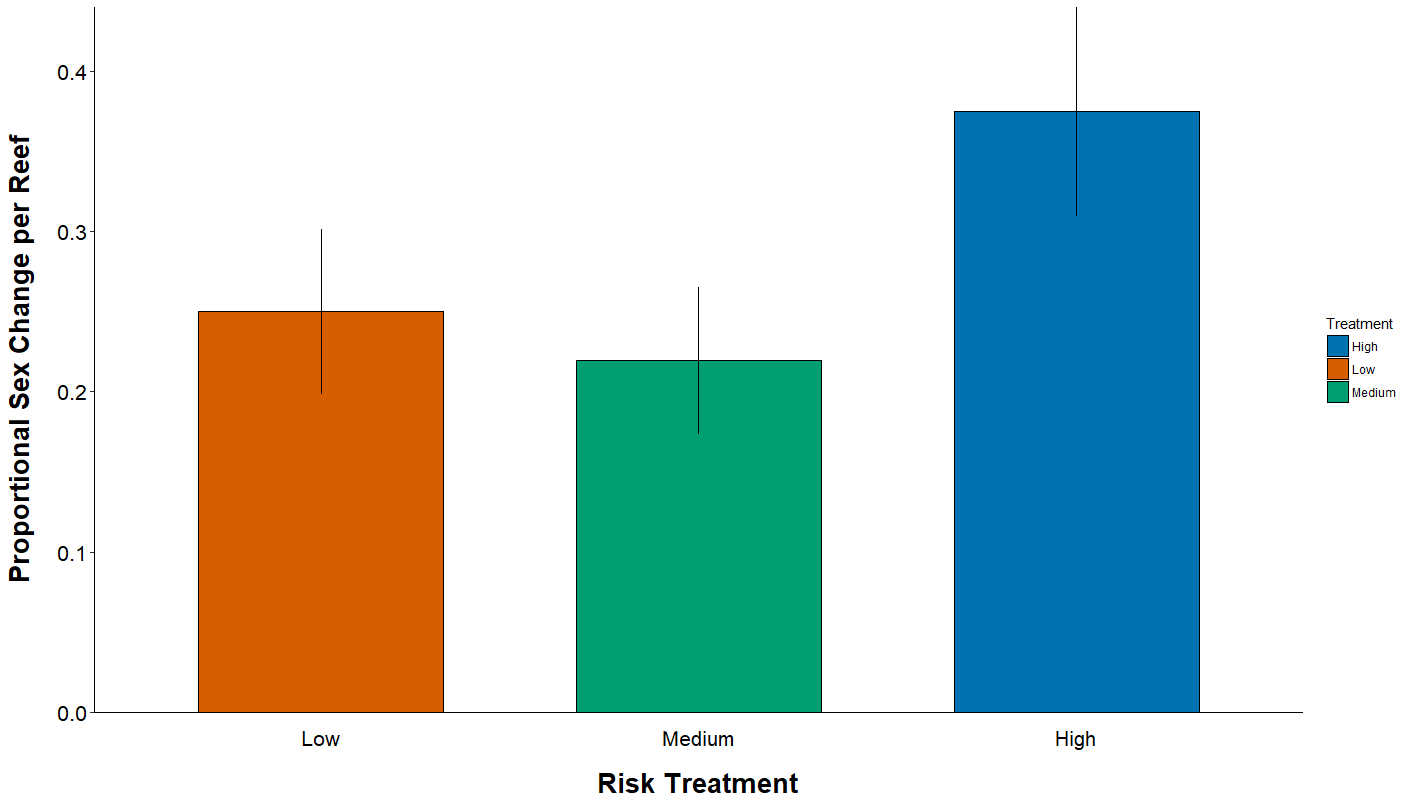 Proportional Sex Change per Reef
0.4
0.3
0.2
0.1
0.0
Low
Medium
High
Risk Treatment
Treatment
High
Low
Medium